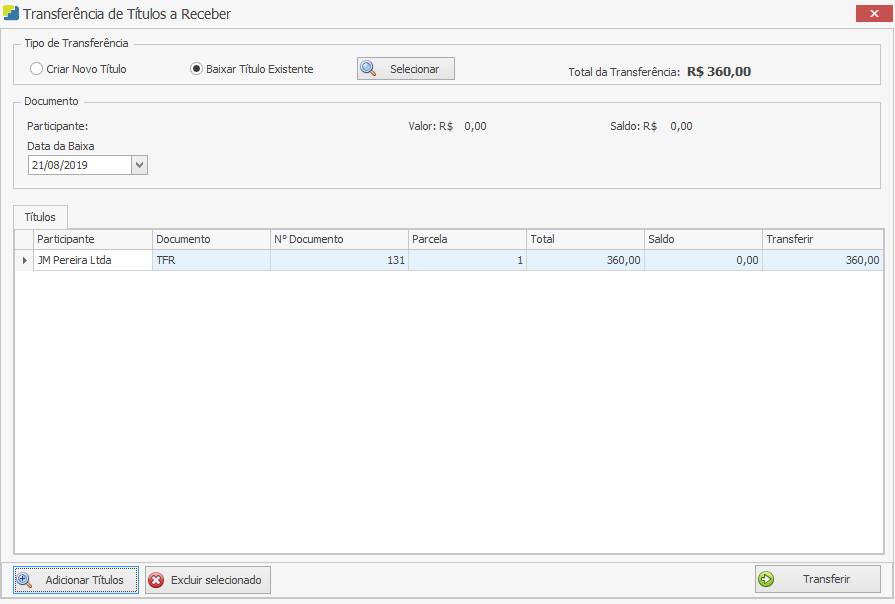 Transferência de Títulos a Receber
Tipo de Transferência
Criar Novo Título Baixar Título Existente Selecionar Total da Transferência: R$ 360,00
Documento
Participante: Valor: R$ 0,00 Saldo: R$ 0,00
Data da Baixa
21/08/2019
Títulos
Participante Documento Nº Documento Parcela Total Saldo Transferir
JM Pereira Ltda TFR 131 1 360,00 0,00 360,00
Adicionar Títulos Excluir selecionado Transferir